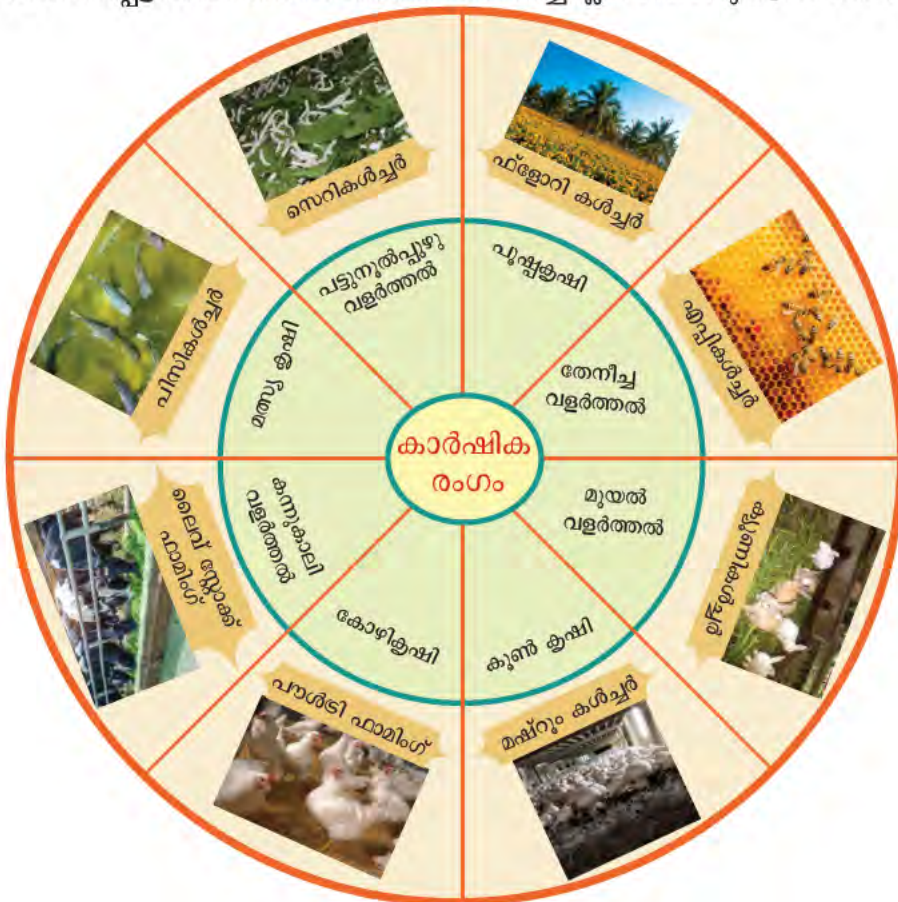 സെറികൾച്ചർ
ഫ്ളോറി കൾച്ചർ
പിസികൾച്ചർ
പട്ടുനൂൽപ്പുഴു
വളർത്തൽ
പുഷ്പകൃഷി
എപ്പികൾച്ചർ
മത്സ്യ കൃഷി
തേനീച്ച
വളർത്തൽ
കാർഷിക
രംഗം
ലൈവ് സ്റ്റോക്ക്
ഫാമിംഗ്
കന്നുകാലി
വളർത്തൽ
മുയൽ
വളർത്തൽ
കോഴികൃഷി
കൂൺ കൃഷി
പൗൾട്രി ഫാമിംഗ്
മഷ്റൂം കൾച്ചർ